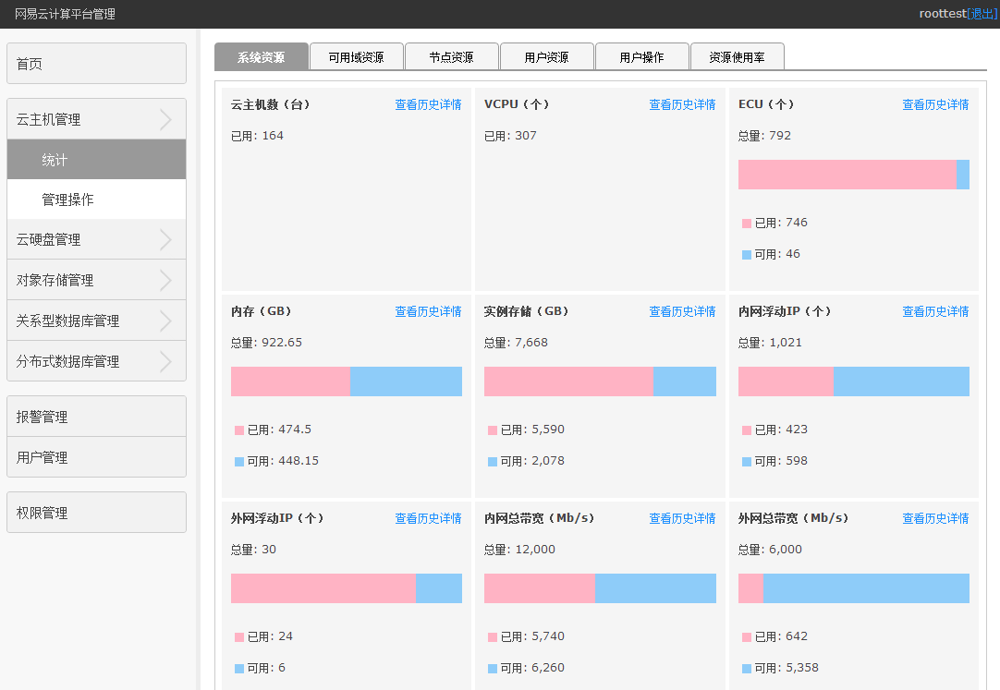 网易云计算平台管理
roottest[退出]
首页
云主机管理
统计
管理操作
云硬盘管理
对象存储管理
关系型数据库管理
分布式数据库管理
报警管理
用户管理
权限管理
系统资源 可用域资源 节点资源 用户资源 用户操作 资源使用率
云主机数（台） 查看历史详情
已用: 164
VCPU（个） 查看历史详情
已用: 307
ECU（个） 查看历史详情
总量: 792
已用: 746
可用: 46
内存（GB） 查看历史详情
总量: 922.65
已用: 474.5
可用: 448.15
实例存储（GB） 查看历史详情
总量: 7,668
已用: 5,590
可用: 2,078
内网浮动IP（个） 查看历史详情
总量: 1,021
已用: 423
可用: 598
外网浮动IP（个） 查看历史详情
总量: 30
已用: 24
可用: 6
内网总带宽（Mb/s） 查看历史详情
总量: 12,000
已用: 5,740
可用: 6,260
外网总带宽（Mb/s） 查看历史详情
总量: 6,000
已用: 642
可用: 5,358